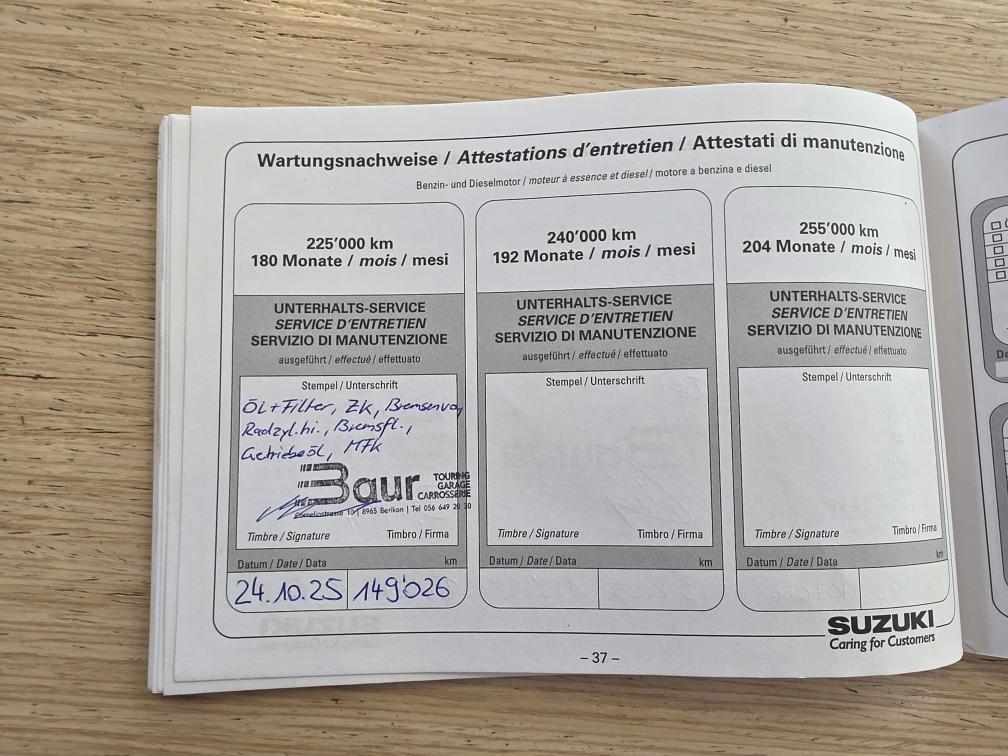 Wartungsnachweise / Attestations d'entretien / Attestati di manutenzione
Benzin- und Dieselmotor / moteur à essence et diesel / motore a benzina e diesel
225'000 km
180 Monate / mois / mesi
UNTERHALTS-SERVICE
SERVICE D'ENTRETIEN
SERVIZIO DI MANUTENZIONE
ausgeführt / effectué / effettuato
Stempel / Unterschrift
ÖL+Filter, ZK, Bremsen vo,
Radzyl.hi., Bremsfl.,
Getriebeöl, MFK
Baur TOURING
GARAGE
CARROSSERIE
10 | 8965 Berikon | Tel 056 649 20 30
Timbre / Signature Timbro / Firma
Datum / Date / Data km
24.10.25 149'026
240'000 km
192 Monate / mois / mesi
UNTERHALTS-SERVICE
SERVICE D'ENTRETIEN
SERVIZIO DI MANUTENZIONE
ausgeführt / effectué / effettuato
Stempel / Unterschrift
Timbre / Signature Timbro / Firma
Datum / Date / Data km
255'000 km
204 Monate / mois / mesi
UNTERHALTS-SERVICE
SERVICE D'ENTRETIEN
SERVIZIO DI MANUTENZIONE
ausgeführt / effectué / effettuato
Stempel / Unterschrift
Timbre / Signature Timbro / Firma
Datum / Date / Data km
SUZUKI
Caring for Customers
– 37 –